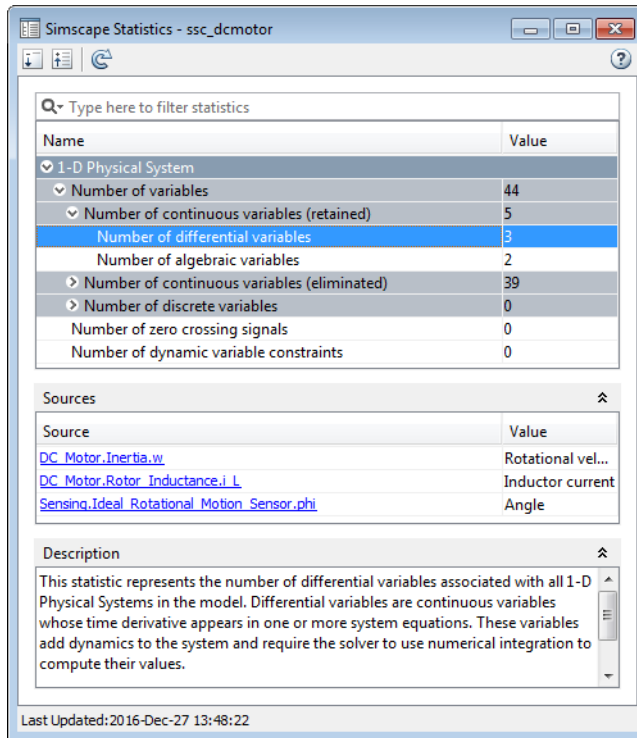 Simscape Statistics - ssc_dcmotor
Type here to filter statistics
Name Value
1-D Physical System
Number of variables 44
Number of continuous variables (retained) 5
Number of differential variables 3
Number of algebraic variables 2
Number of continuous variables (eliminated) 39
Number of discrete variables 0
Number of zero crossing signals 0
Number of dynamic variable constraints 0
Sources
Source Value
DC_Motor.Inertia.w Rotational vel...
DC_Motor.Rotor_Inductance.i_L Inductor current
Sensing.Ideal_Rotational_Motion_Sensor.phi Angle
Description
This statistic represents the number of differential variables associated with all 1-D
Physical Systems in the model. Differential variables are continuous variables
whose time derivative appears in one or more system equations. These variables
add dynamics to the system and require the solver to use numerical integration to
compute their values.
Last Updated:2016-Dec-27 13:48:22